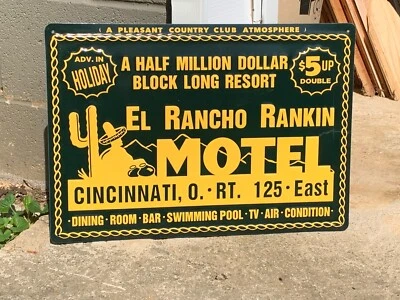 A PLEASANT COUNTRY CLUB ATMOSPHERE
ADV. IN
HOLIDAY
A HALF MILLION DOLLAR
BLOCK LONG RESORT
$5 UP
DOUBLE
EL RANCHO RANKIN
MOTEL
CINCINNATI, O. · RT. 125 · East
· DINING · ROOM · BAR · SWIMMING POOL · TV · AIR · CONDITION ·